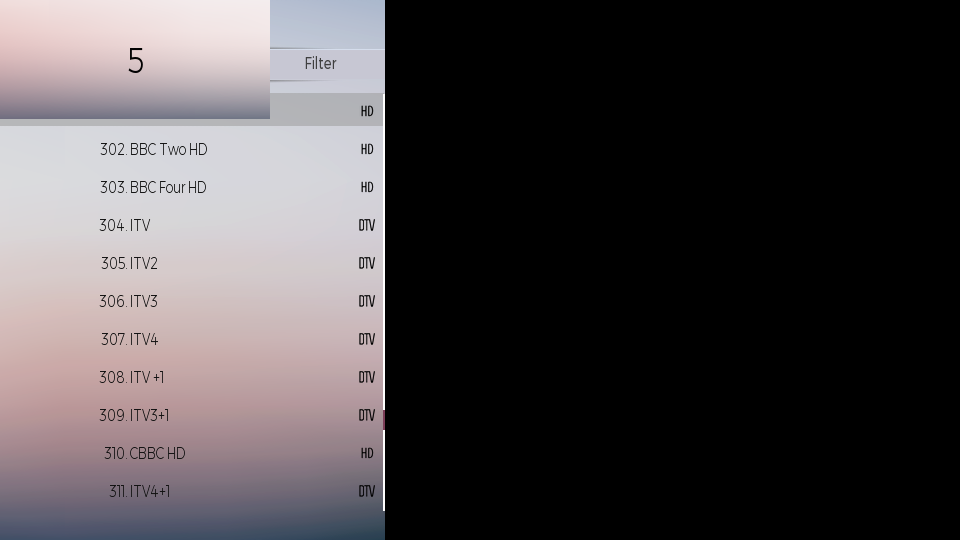 5
Filter
HD
302. BBC Two HD HD
303. BBC Four HD HD
304. ITV DTV
305. ITV2 DTV
306. ITV3 DTV
307. ITV4 DTV
308. ITV +1 DTV
309. ITV3+1 DTV
310. CBBC HD HD
311. ITV4+1 DTV